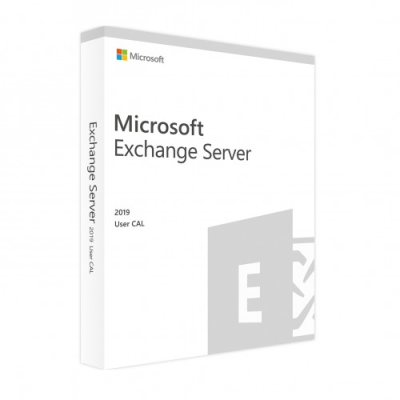 Microsoft
Microsoft
Exchange Server
2019
User CAL
E
Exchange Server 2019 User CAL